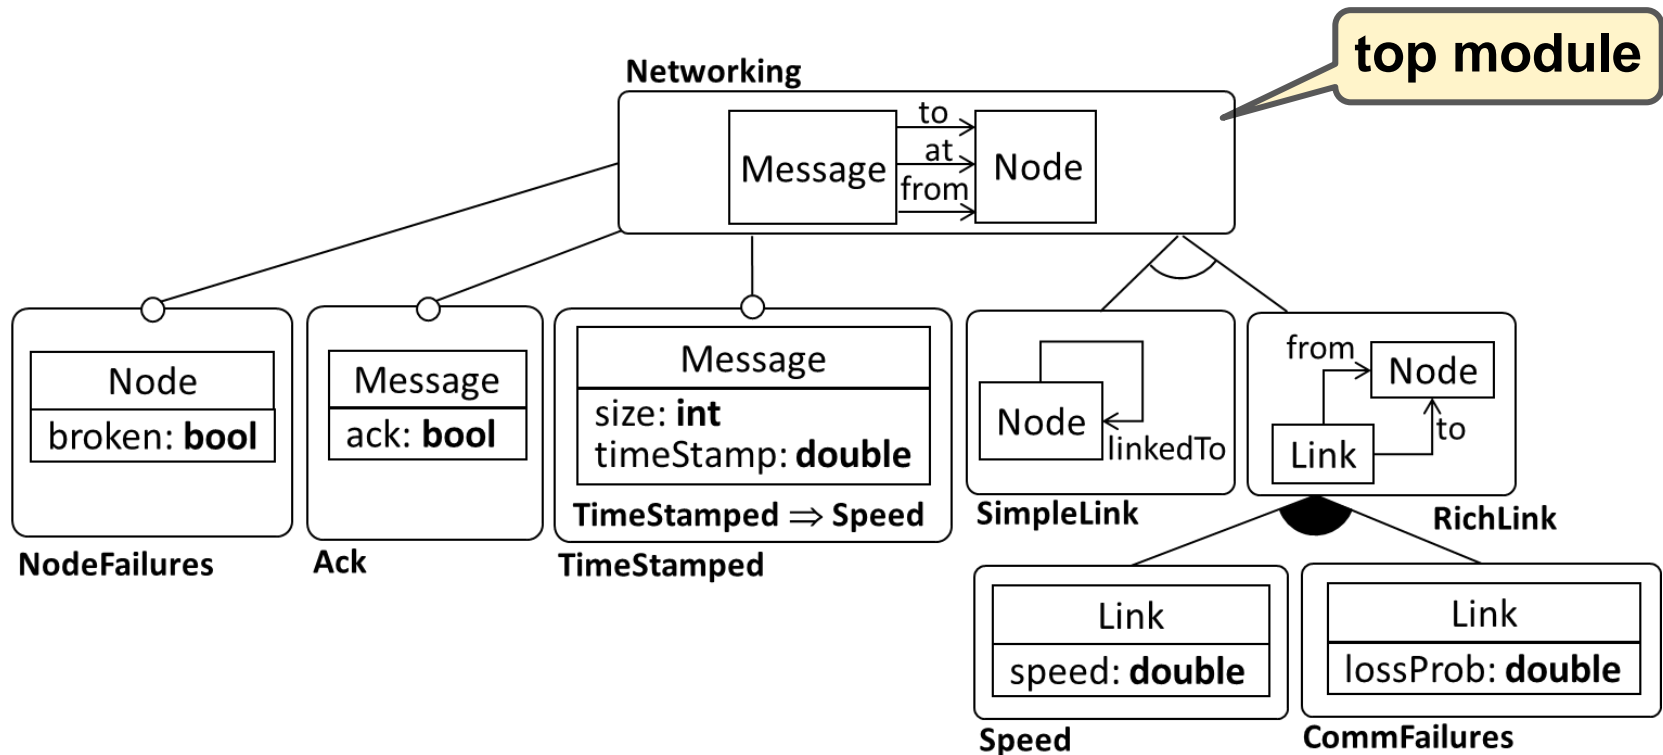 top module
Networking
Message
to
at
from
Node
Node
broken: bool
NodeFailures
Message
ack: bool
Ack
Message
size: int
timeStamp: double
TimeStamped ⇒ Speed
TimeStamped
Node
linkedTo
SimpleLink
from
Node
Link
to
RichLink
Link
speed: double
Speed
Link
lossProb: double
CommFailures